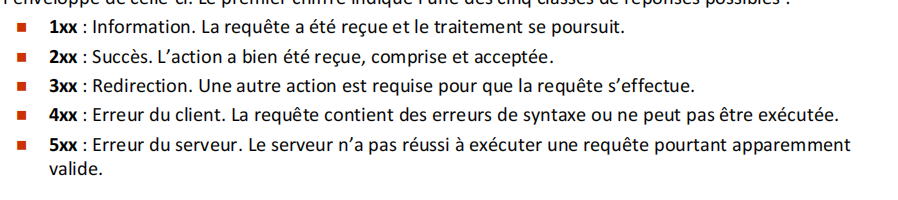 l'enveloppe de celle-ci. Le premier chiffre indique l'une des cinq classes de réponses possibles :
1xx : Information. La requête a été reçue et le traitement se poursuit.
2xx : Succès. L'action a bien été reçue, comprise et acceptée.
3xx : Redirection. Une autre action est requise pour que la requête s'effectue.
4xx : Erreur du client. La requête contient des erreurs de syntaxe ou ne peut pas être exécutée.
5xx : Erreur du serveur. Le serveur n'a pas réussi à exécuter une requête pourtant apparemment
valide.